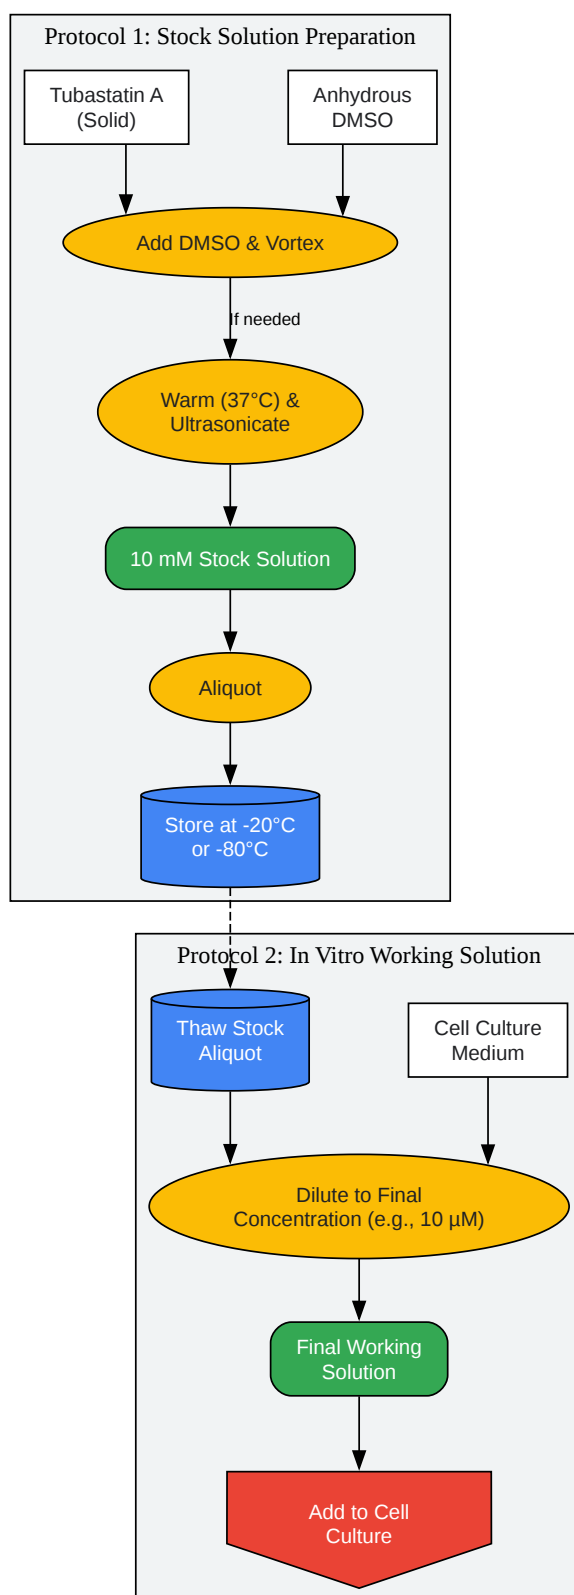 Protocol 1: Stock Solution Preparation
Tubastatin A
(Solid)
Anhydrous
DMSO
Add DMSO & Vortex
If needed
Warm (37°C) &
Ultrasonicate
10 mM Stock Solution
Aliquot
Store at -20°C
or -80°C
Protocol 2: In Vitro Working Solution
Thaw Stock
Aliquot
Cell Culture
Medium
Dilute to Final
Concentration (e.g., 10 µM)
Final Working
Solution
Add to Cell
Culture